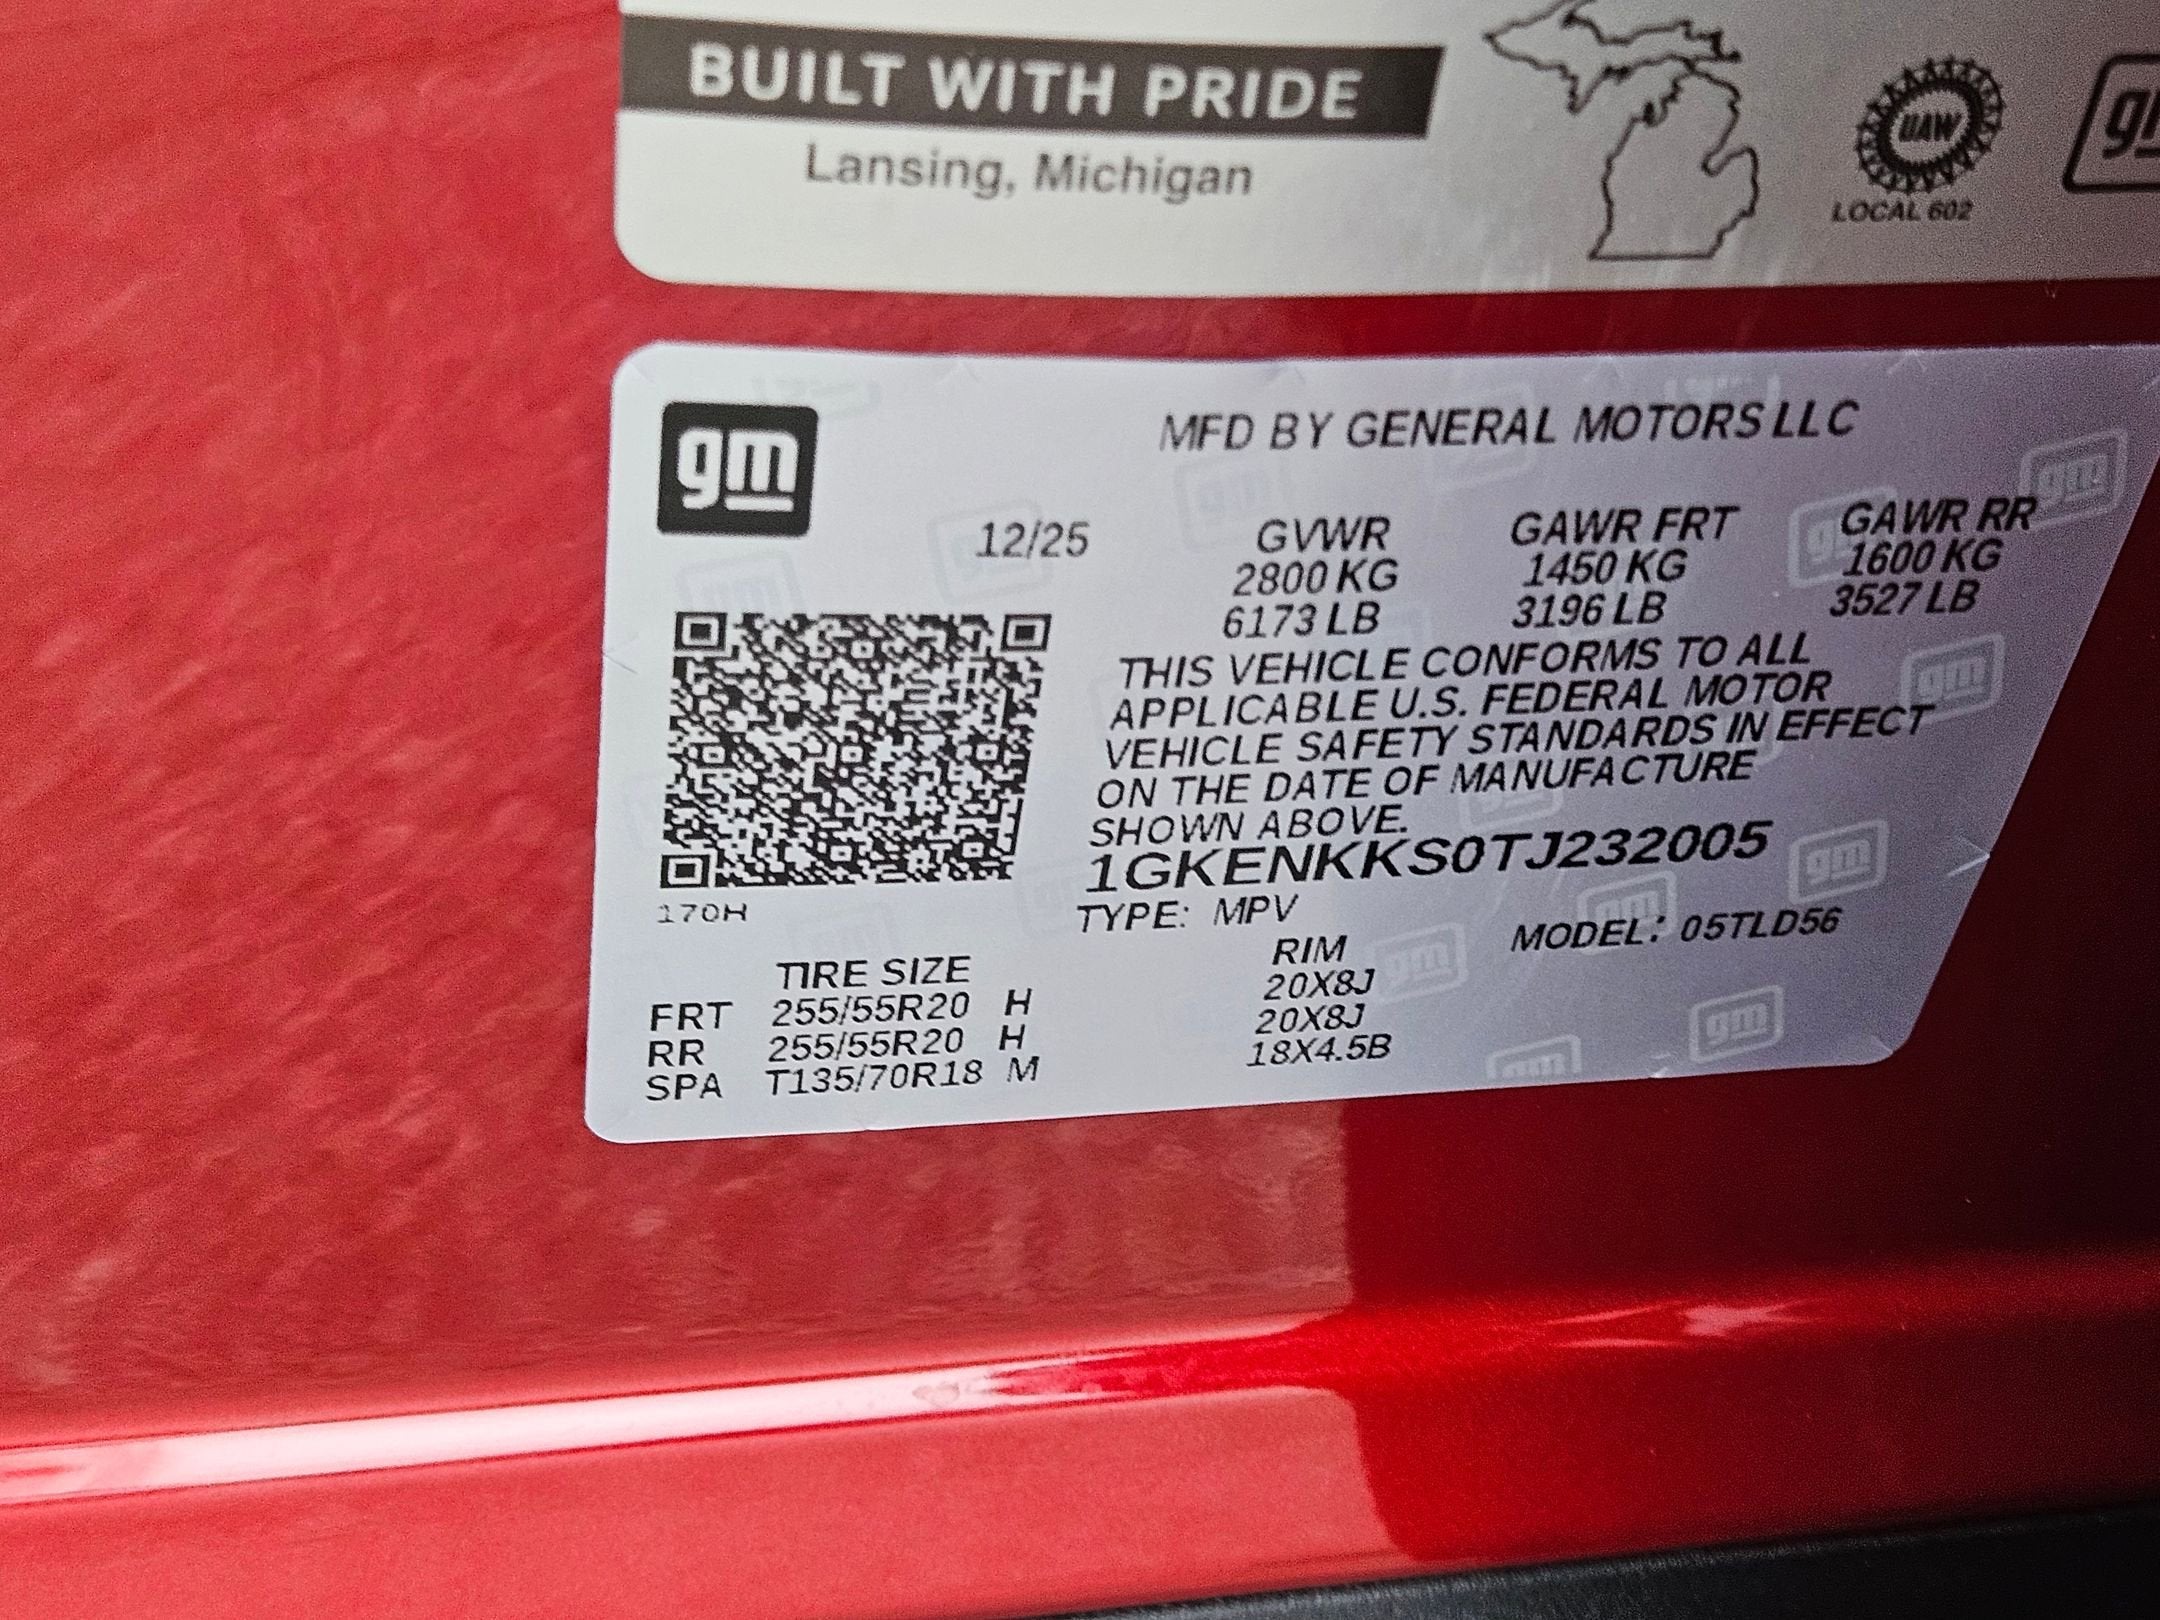 BUILT WITH PRIDE
Lansing, Michigan
UAW
LOCAL 602
gm
gm
MFD BY GENERAL MOTORS LLC
12/25
GVWR GAWR FRT GAWR RR
2800 KG 1450 KG 1600 KG
6173 LB 3196 LB 3527 LB
THIS VEHICLE CONFORMS TO ALL
APPLICABLE U.S. FEDERAL MOTOR
VEHICLE SAFETY STANDARDS IN EFFECT
ON THE DATE OF MANUFACTURE
SHOWN ABOVE.
1GKENKKS0TJ232005
170H
TYPE: MPV MODEL: 05TLD56
TIRE SIZE RIM
FRT 255/55R20 H 20X8J
RR 255/55R20 H 20X8J
SPA T135/70R18 M 18X4.5B